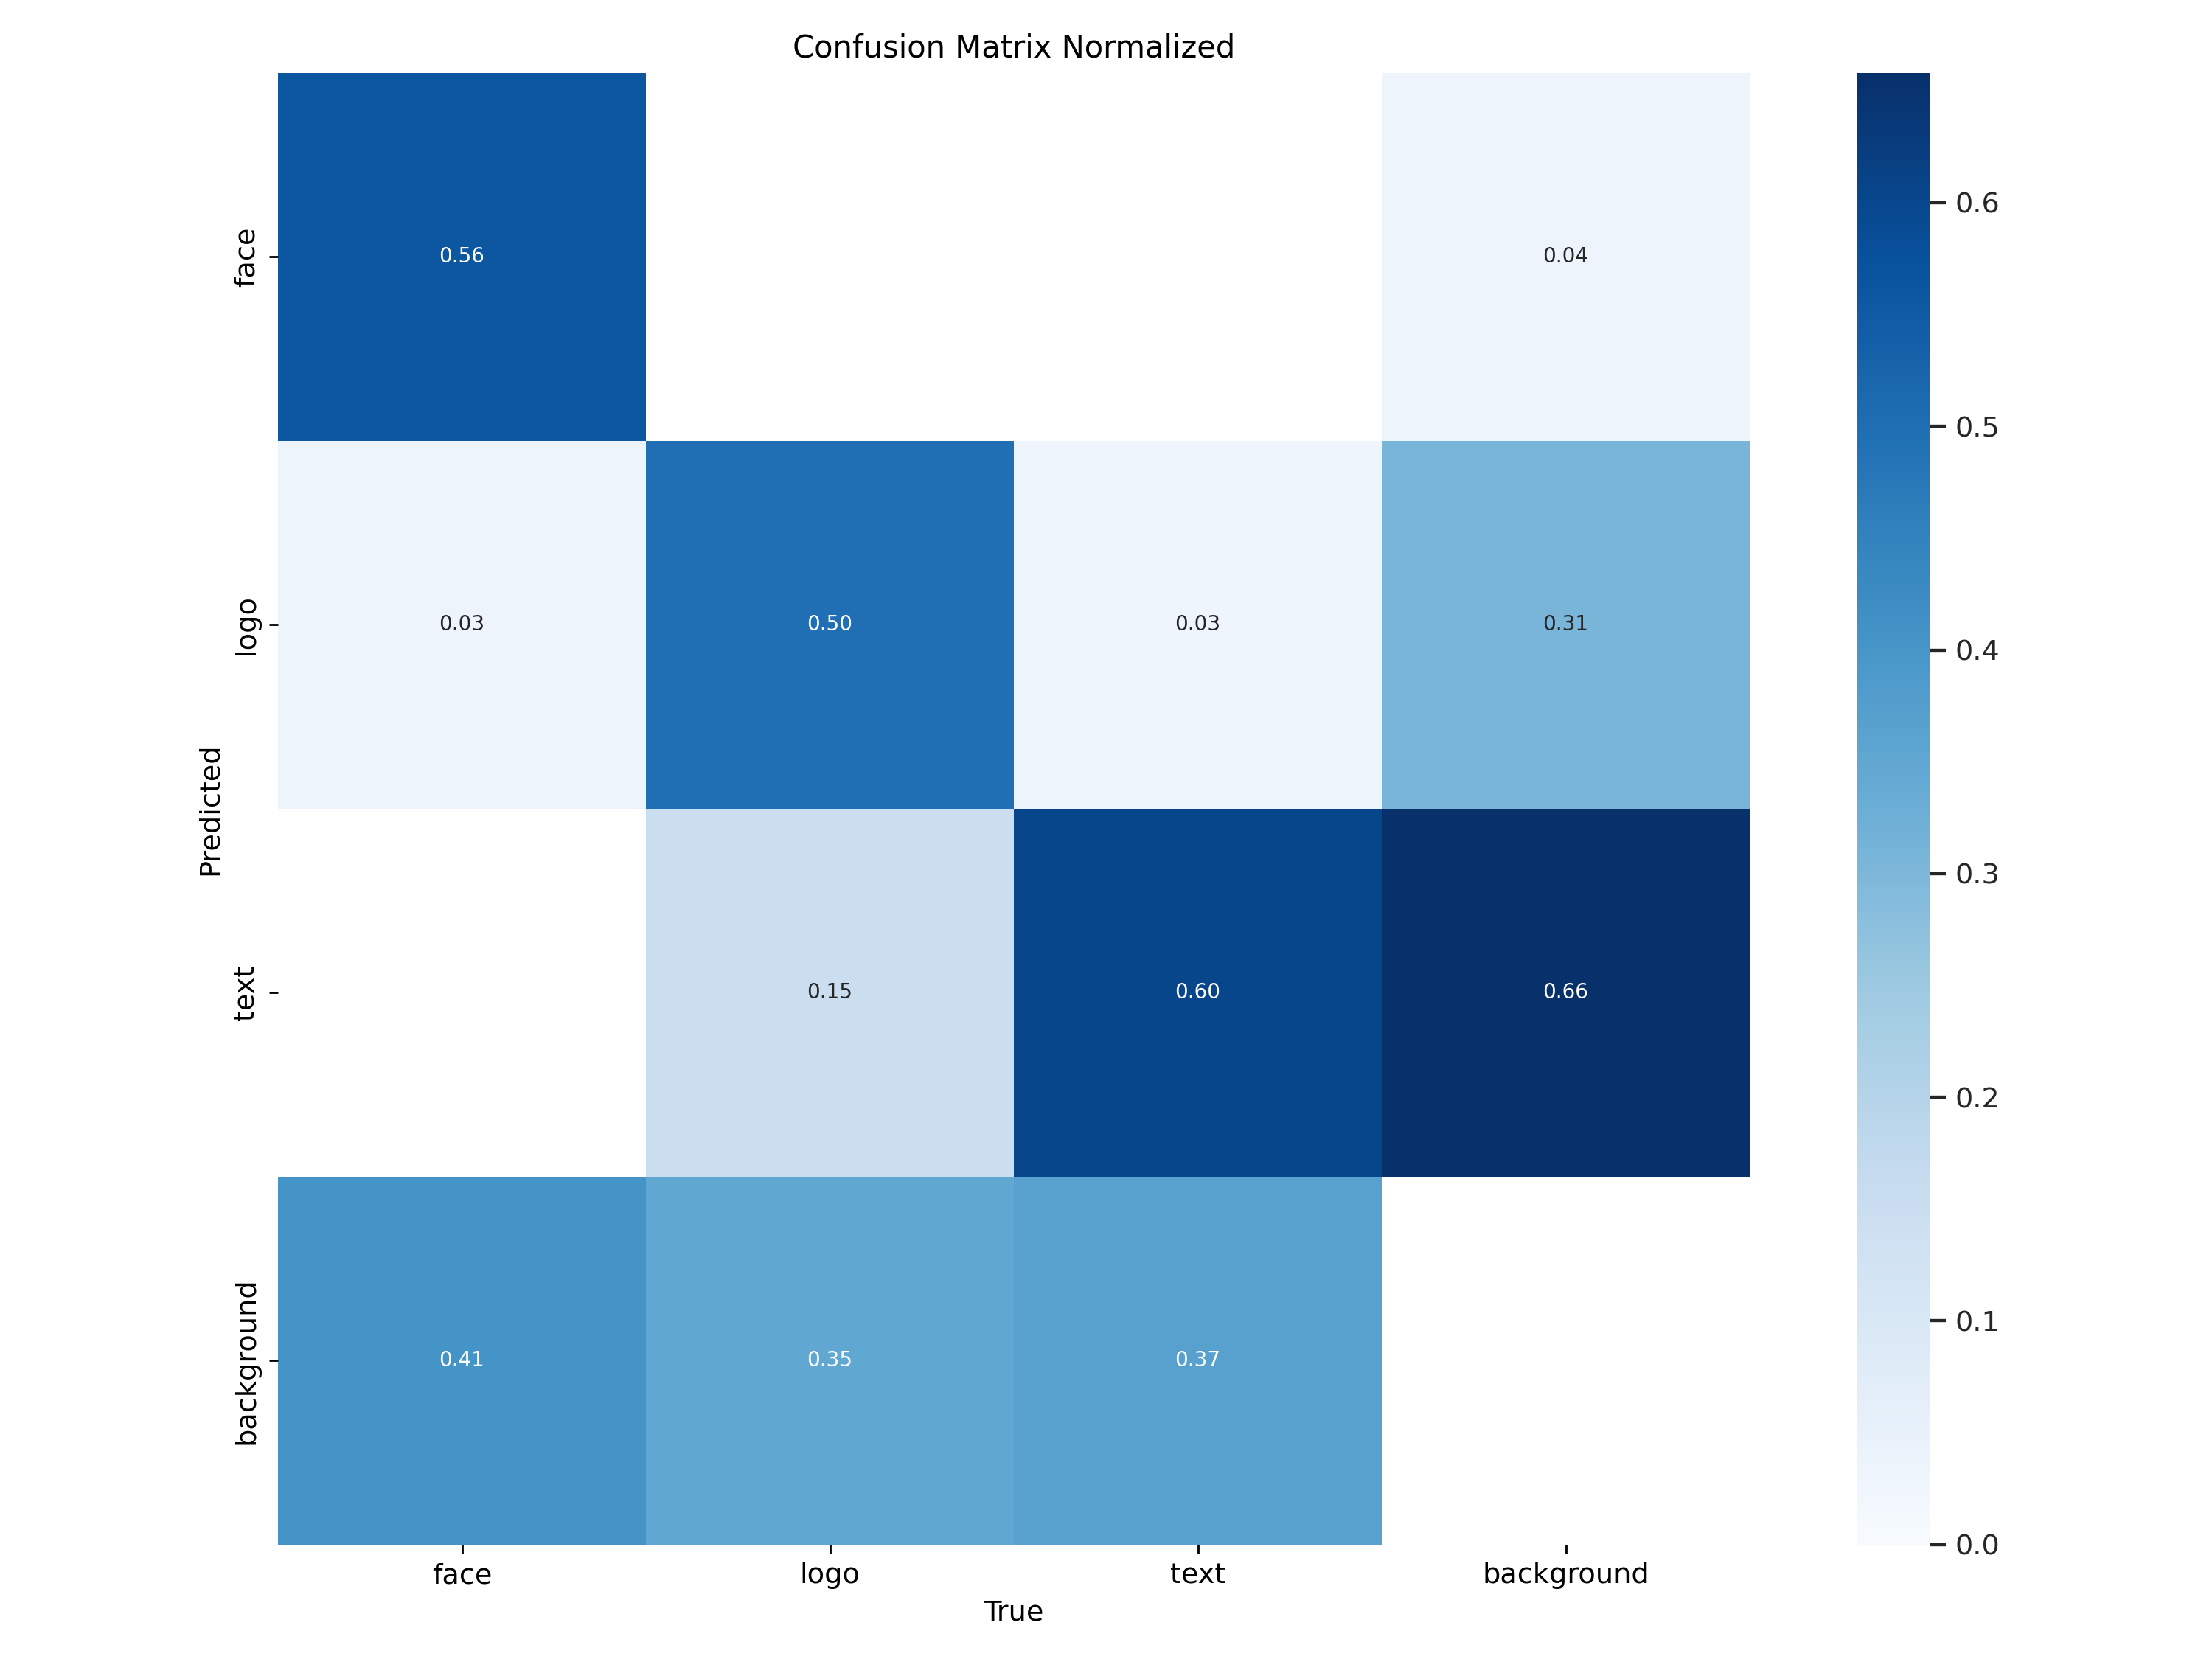 Confusion Matrix Normalized
face
0.56
0.04
logo
0.03
0.50
0.03
0.31
text
0.15
0.60
0.66
background
0.41
0.35
0.37
Predicted
face logo text background
True
0.6
0.5
0.4
0.3
0.2
0.1
0.0